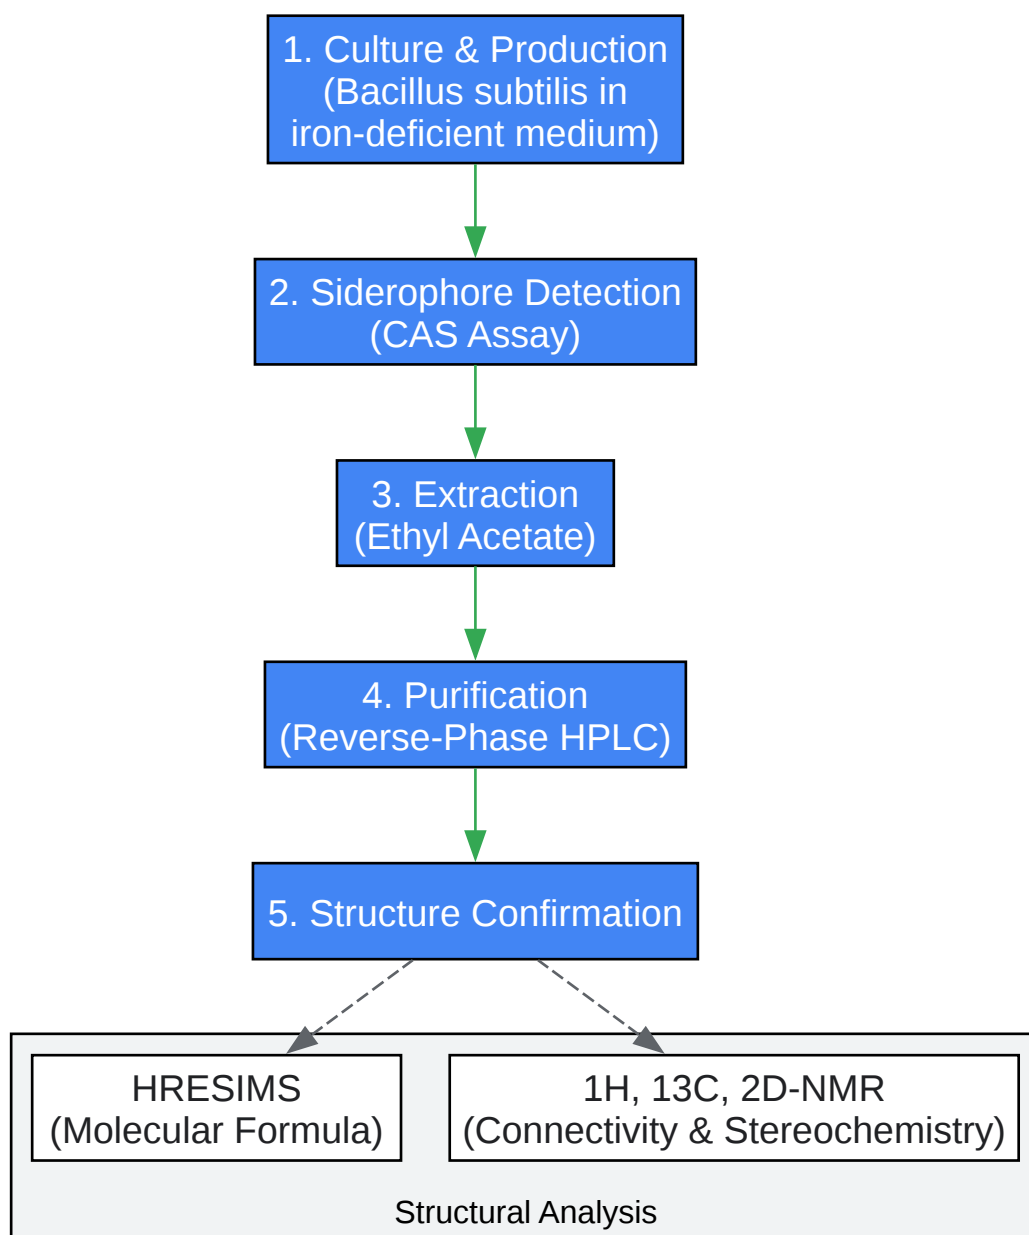 1. Culture & Production
(Bacillus subtilis in
iron-deficient medium)
2. Siderophore Detection
(CAS Assay)
3. Extraction
(Ethyl Acetate)
4. Purification
(Reverse-Phase HPLC)
5. Structure Confirmation
HRESIMS
(Molecular Formula)
1H, 13C, 2D-NMR
(Connectivity & Stereochemistry)
Structural Analysis